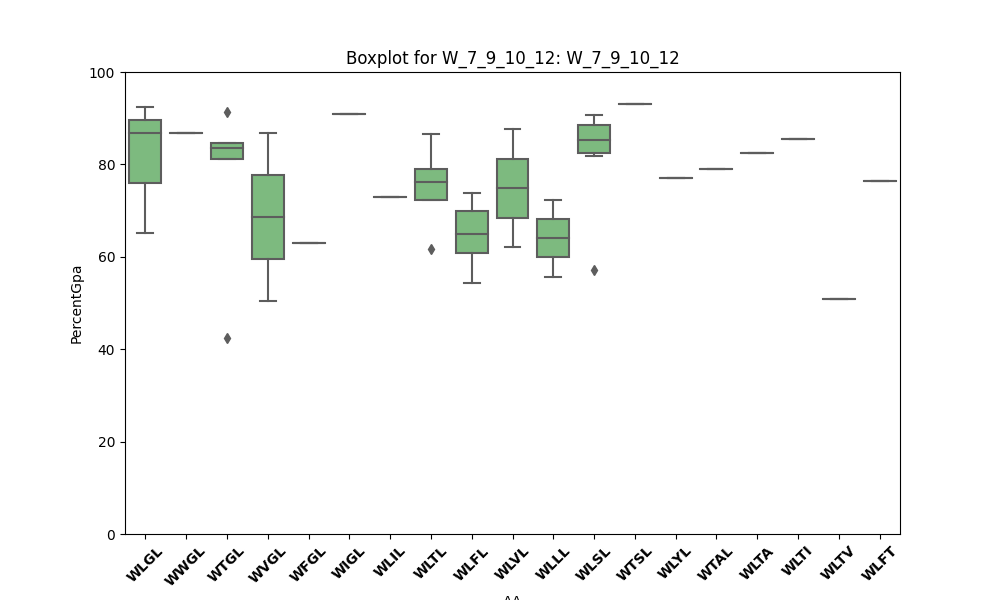 Boxplot for W_7_9_10_12: W_7_9_10_12
PercentGpa
100
80
60
40
20
0
WLGL WWGL WTGL WVGL WFGL WIGL WLIL WLTL WLFL WLVL WLLL WLSL WTSL WLYL WTAL WLTA WLTI WLTV WLFT
AA